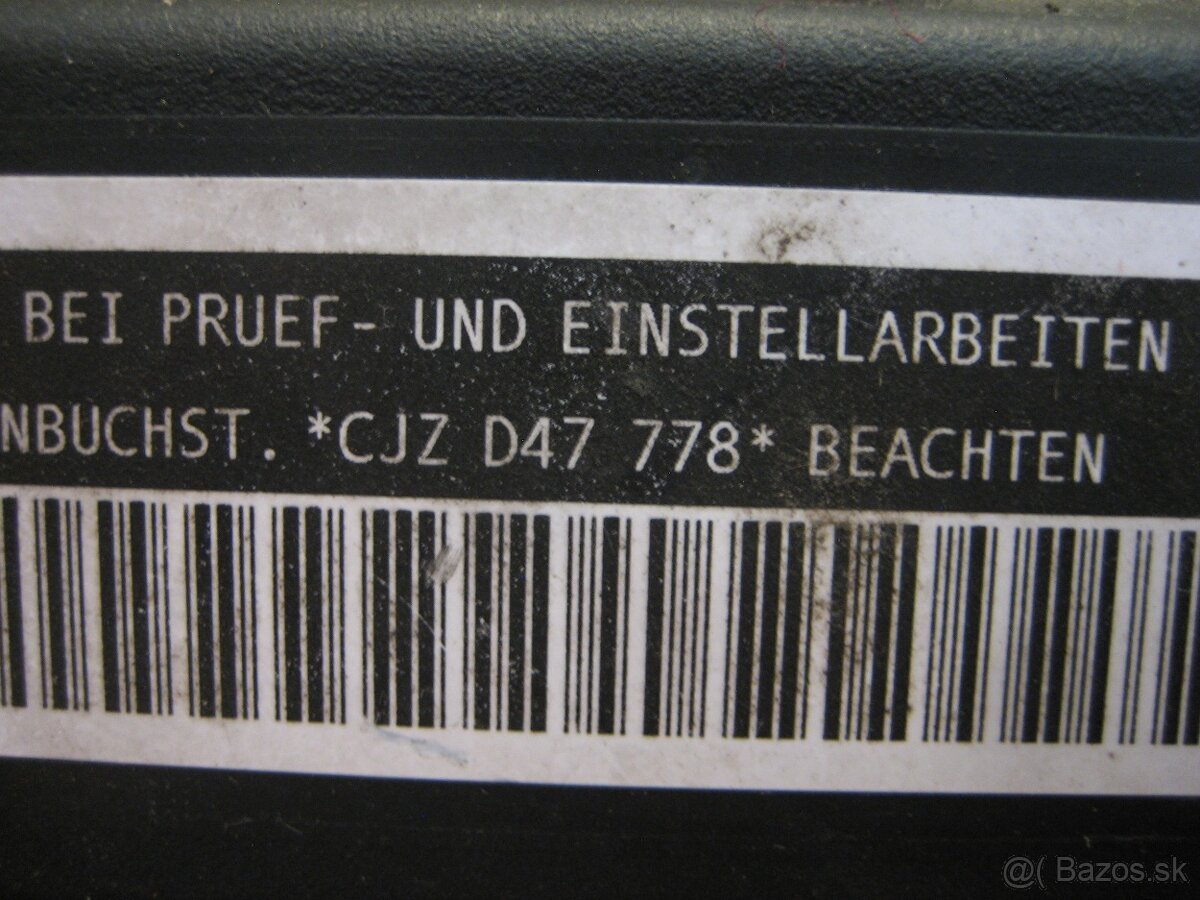 BEI PRUEF- UND EINSTELLARBEITEN
NBUCHST. *CJZ D47 778* BEACHTEN
@( Bazos.sk